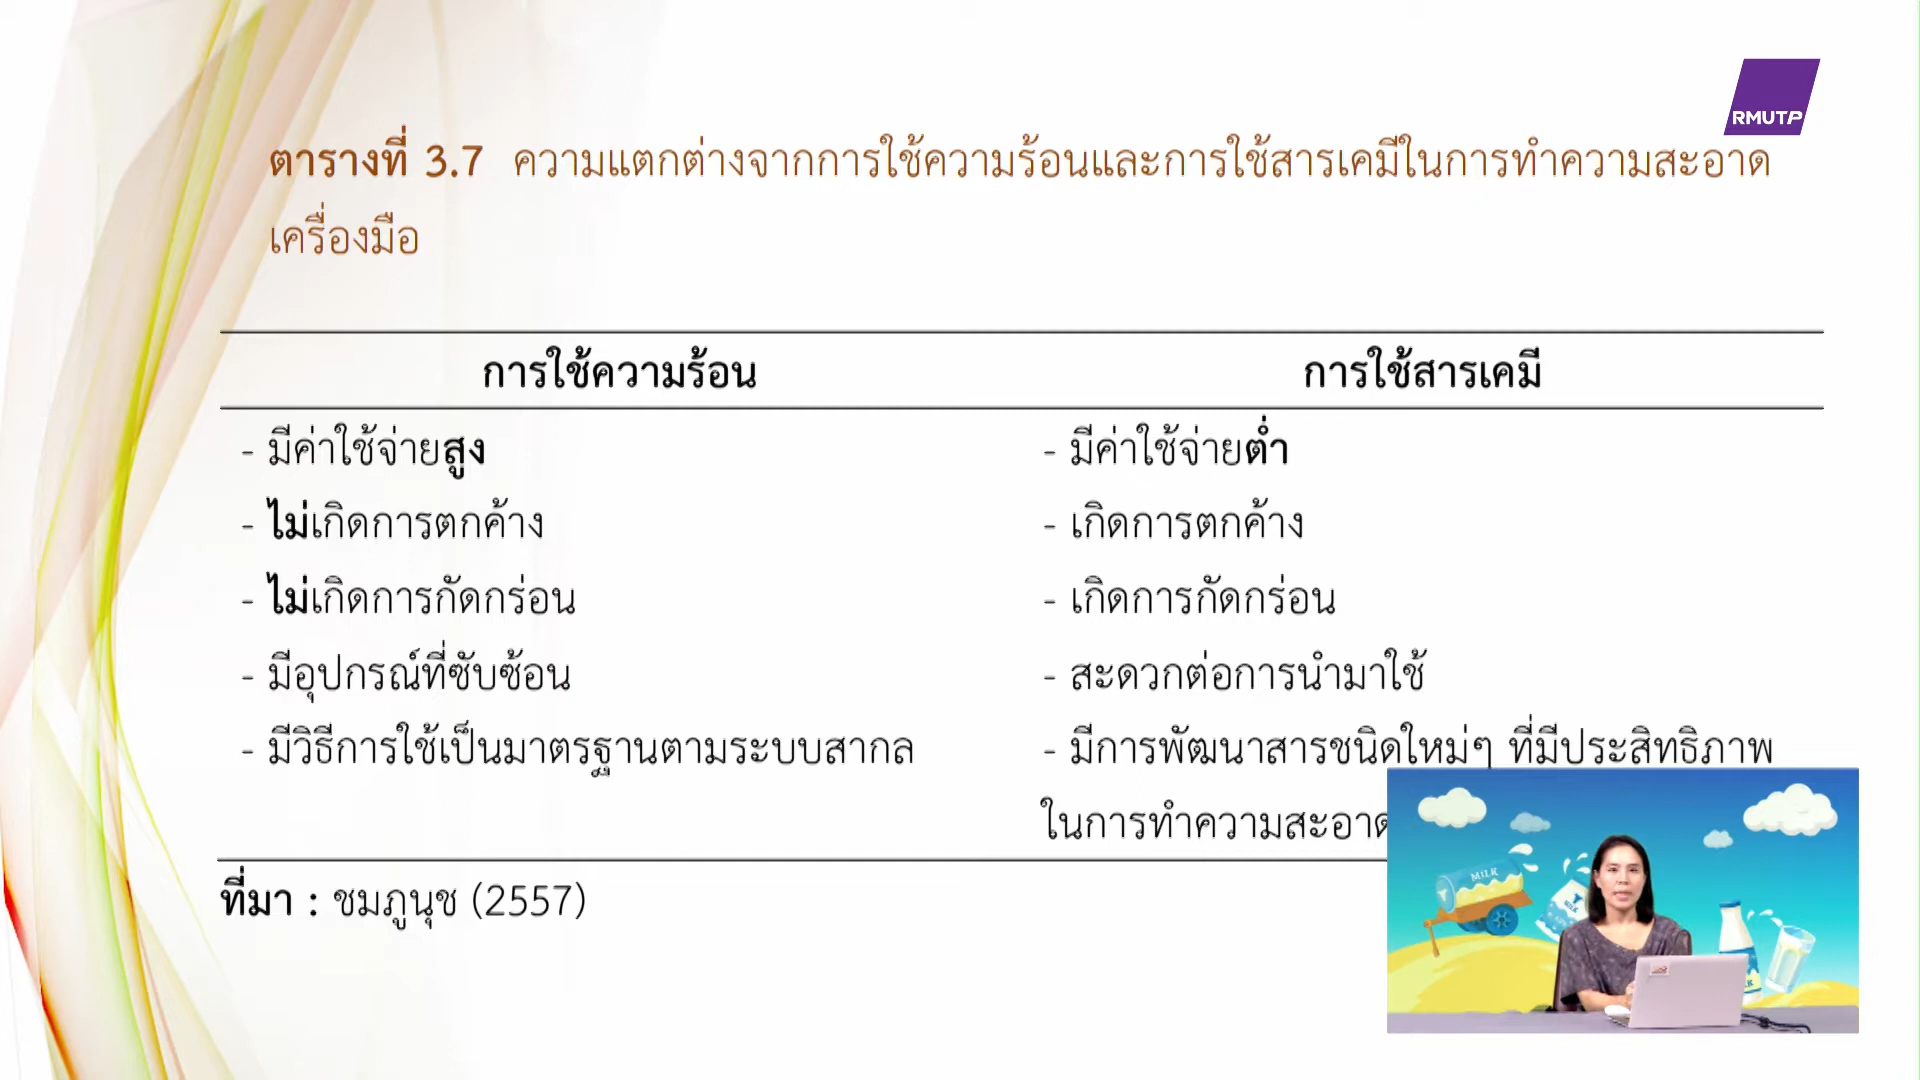 RMUTP
ตารางที่ 3.7 ความแตกต่างจากการใช้ความร้อนและการใช้สารเคมีในการทำความสะอาด
เครื่องมือ
การใช้ความร้อน
การใช้สารเคมี
- มีค่าใช้จ่ายสูง
- มีค่าใช้จ่ายต่ำ
- ไม่เกิดการตกค้าง
- เกิดการตกค้าง
- ไม่เกิดการกัดกร่อน
- เกิดการกัดกร่อน
- มีอุปกรณ์ที่ซับซ้อน
- สะดวกต่อการนำมาใช้
- มีวิธีการใช้เป็นมาตรฐานตามระบบสากล
- มีการพัฒนาสารชนิดใหม่ๆ ที่มีประสิทธิภาพ
ในการทำความสะอาด
ที่มา : ชมภูนุช (2557)
MILK